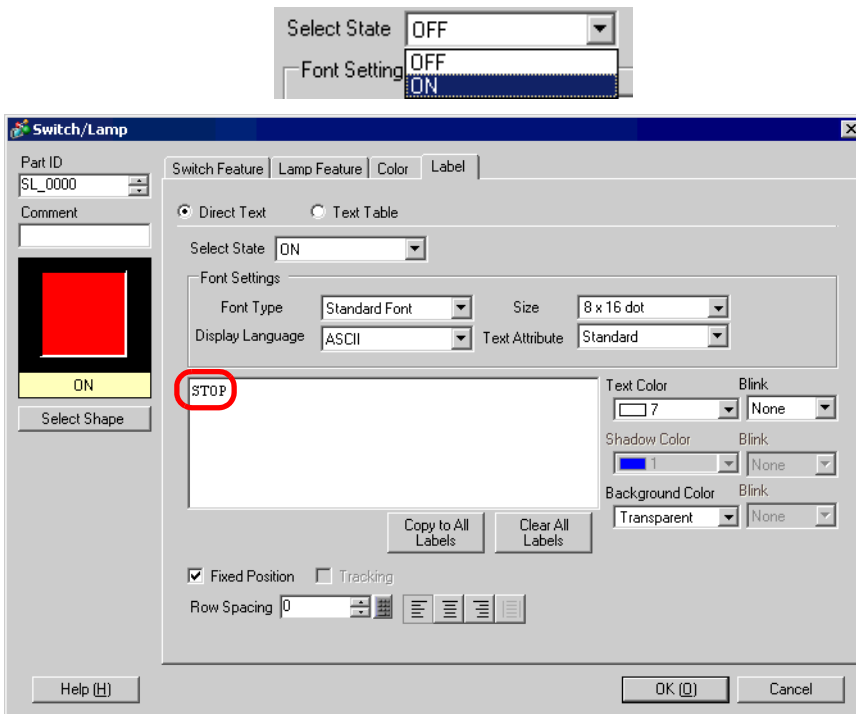 Select State OFF
OFF
Font Setting
ON
Switch/Lamp
Part ID
SL_0000
Comment
ON
Select Shape
Switch Feature Lamp Feature Color Label
Direct Text Text Table
Select State ON
Font Settings
Font Type Standard Font Size 8 x 16 dot
Display Language ASCII Text Attribute Standard
STOP
Text Color Blink
7 None
Shadow Color Blink
1 None
Background Color Blink
Transparent None
Copy to All Labels
Clear All Labels
Fixed Position Tracking
Row Spacing 0
Help (H) OK (O) Cancel